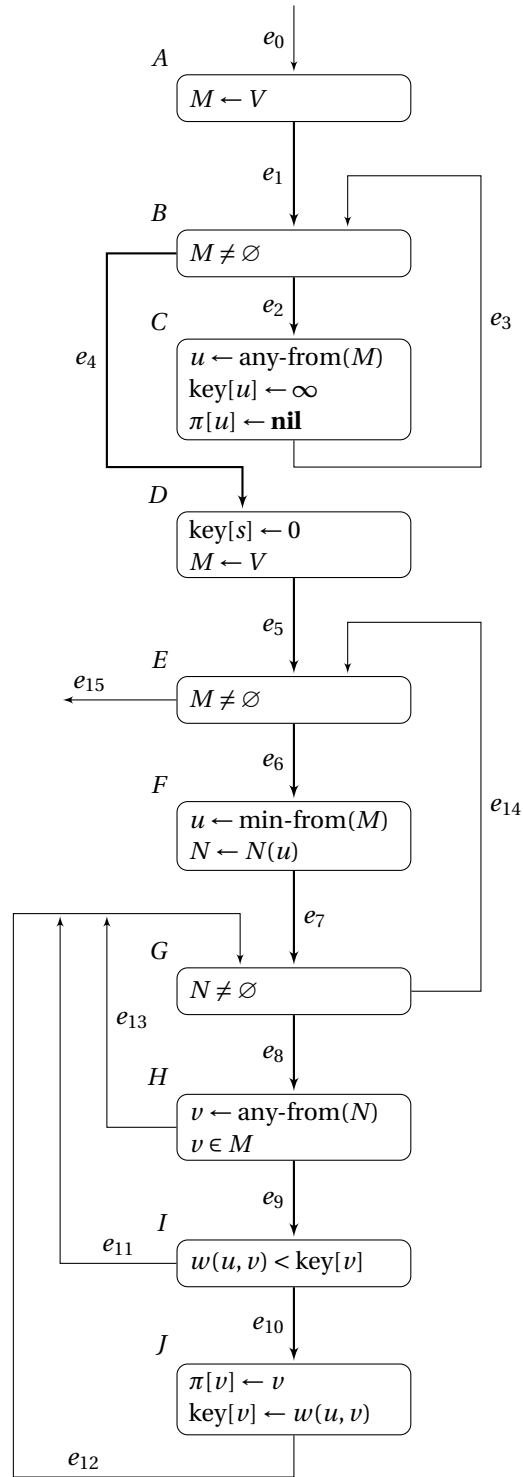 e0
A
M ← V
e1
B
M ≠ ∅
e2
e3
e4
C
u ← any-from(M)
key[u] ← ∞
π[u] ← nil
D
key[s] ← 0
M ← V
e5
E
M ≠ ∅
e15
e6
e14
F
u ← min-from(M)
N ← N(u)
e7
G
N ≠ ∅
e13
e8
H
v ← any-from(N)
v ∈ M
e9
I
w(u, v) < key[v]
e11
e10
J
π[v] ← v
key[v] ← w(u, v)
e12